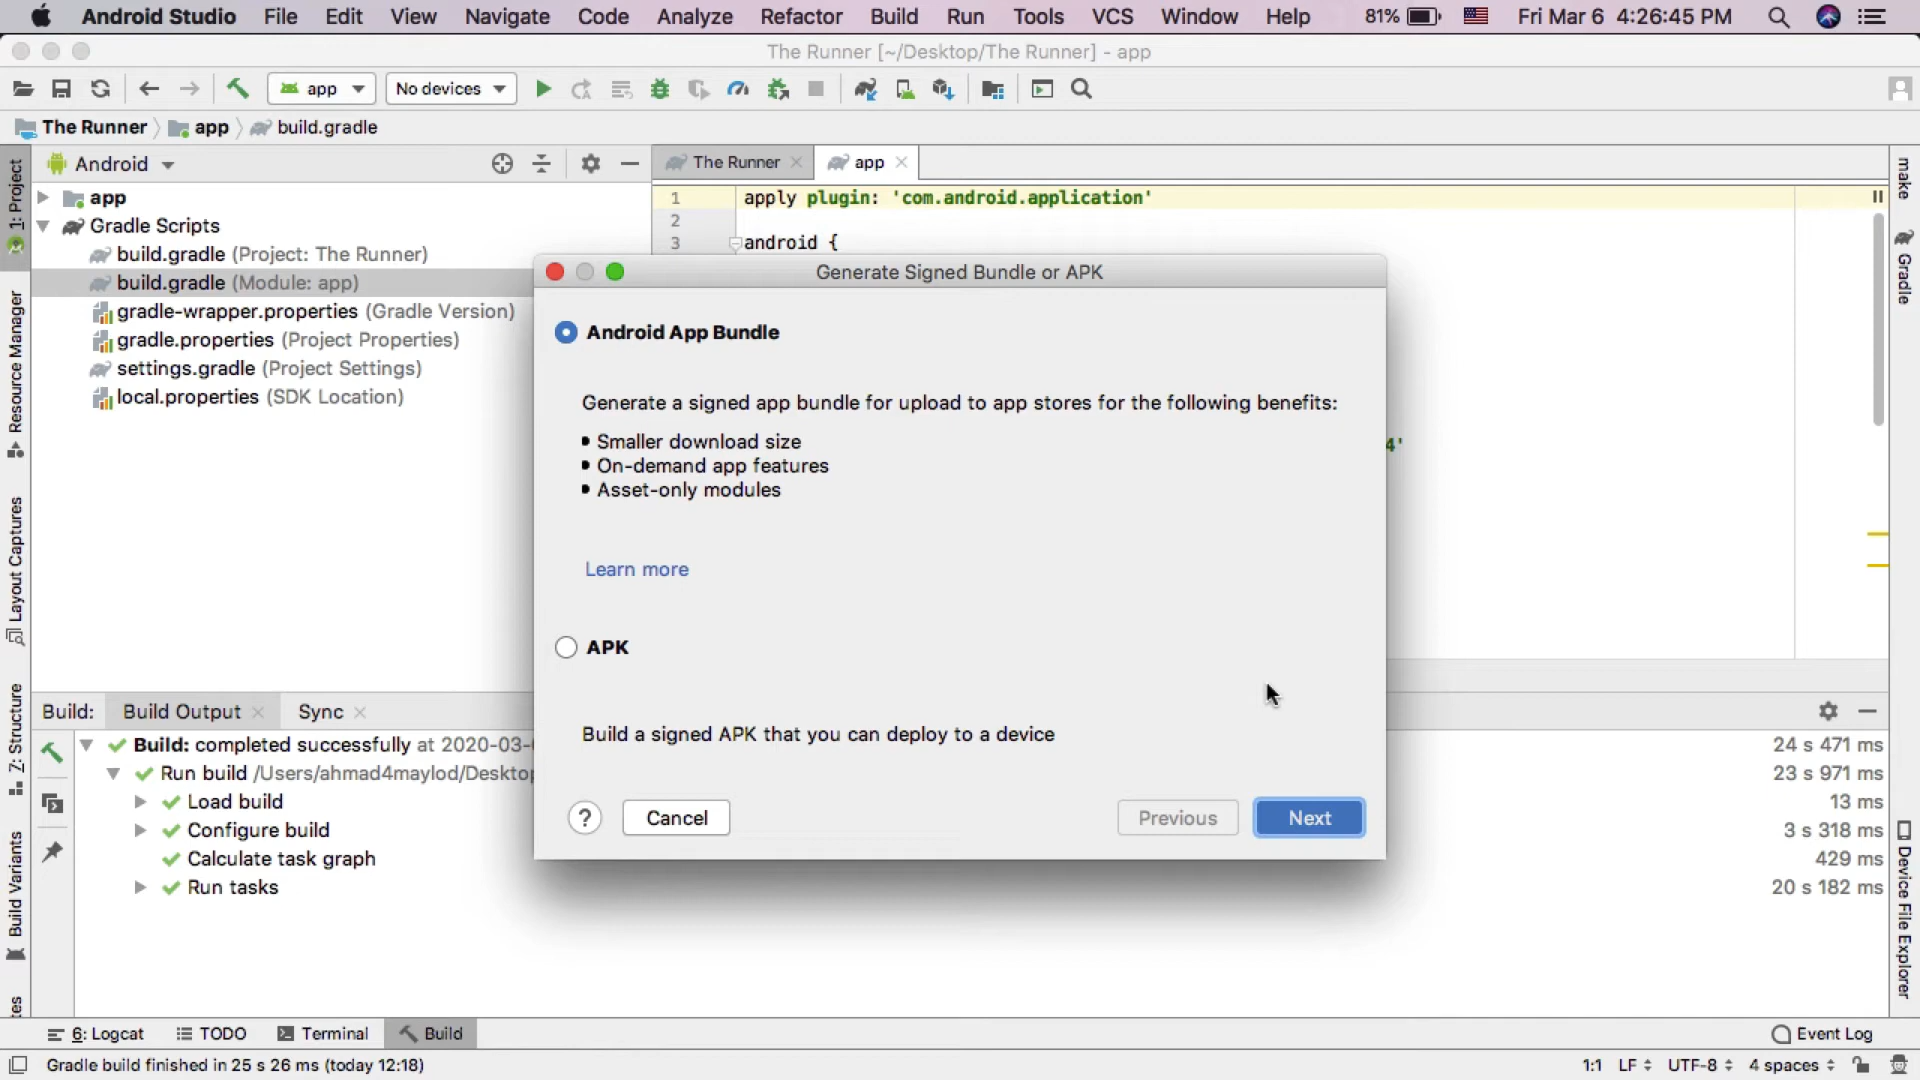 Android Studio File Edit View Navigate Code Analyze Refactor Build Run Tools VCS Window Help 81% Fri Mar 6 4:26:45 PM
The Runner [~/Desktop/The Runner] - app
app No devices
The Runner app build.gradle
Android
The Runner app
app
Gradle Scripts
build.gradle (Project: The Runner)
build.gradle (Module: app)
gradle-wrapper.properties (Gradle Version)
gradle.properties (Project Properties)
settings.gradle (Project Settings)
local.properties (SDK Location)
1 apply plugin: 'com.android.application'
2
3 android {
4'
Generate Signed Bundle or APK
Android App Bundle
Generate a signed app bundle for upload to app stores for the following benefits:
• Smaller download size
• On-demand app features
• Asset-only modules
Learn more
APK
Build a signed APK that you can deploy to a device
? Cancel Previous Next
1: Project
Resource Manager
Layout Captures
Z: Structure
Build Variants
make
Gradle
Device File Explorer
Build: Build Output Sync
Build: completed successfully at 2020-03- 24 s 471 ms
Run build /Users/ahmad4maylod/Deskto 23 s 971 ms
Load build 13 ms
Configure build 3 s 318 ms
Calculate task graph 429 ms
Run tasks 20 s 182 ms
6: Logcat TODO Terminal Build Event Log
Gradle build finished in 25 s 26 ms (today 12:18) 1:1 LF UTF-8 4 spaces